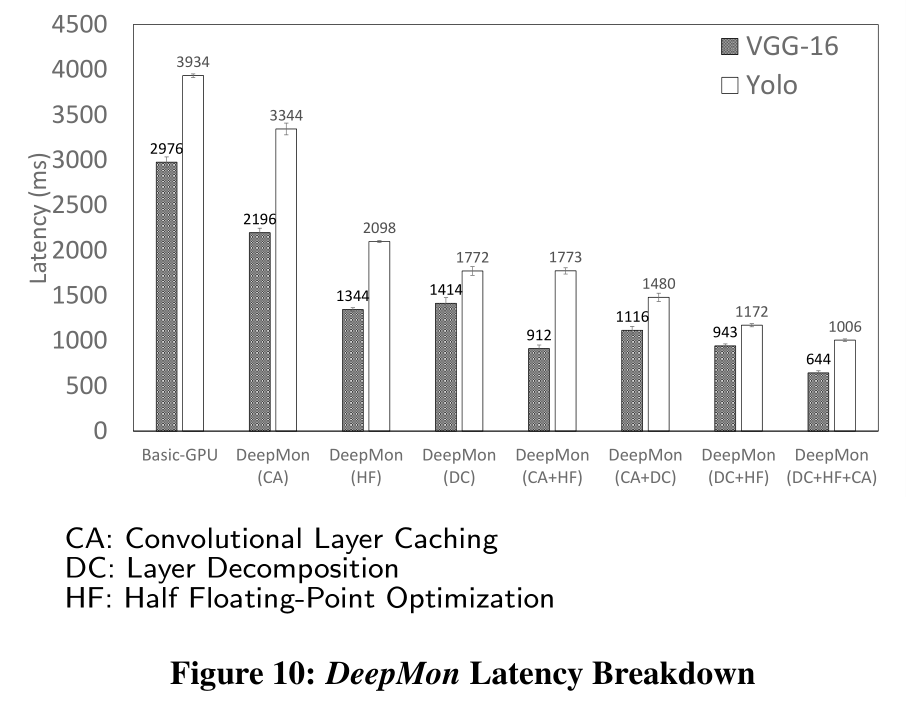 4500
4000
3500
3000
2500
2000
1500
1000
500
0
Latency (ms)
VGG-16
Yolo
2976
3934
2196
3344
1344
2098
1414
1772
912
1773
1116
1480
943
1172
644
1006
Basic-GPU
DeepMon
(CA)
DeepMon
(HF)
DeepMon
(DC)
DeepMon
(CA+HF)
DeepMon
(CA+DC)
DeepMon
(DC+HF)
DeepMon
(DC+HF+CA)
CA: Convolutional Layer Caching
DC: Layer Decomposition
HF: Half Floating-Point Optimization
Figure 10: DeepMon Latency Breakdown